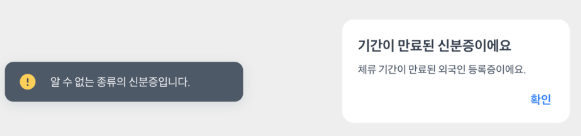 알 수 없는 종류의 신분증입니다.
기간이 만료된 신분증이에요
체류 기간이 만료된 외국인 등록증이에요.
확인